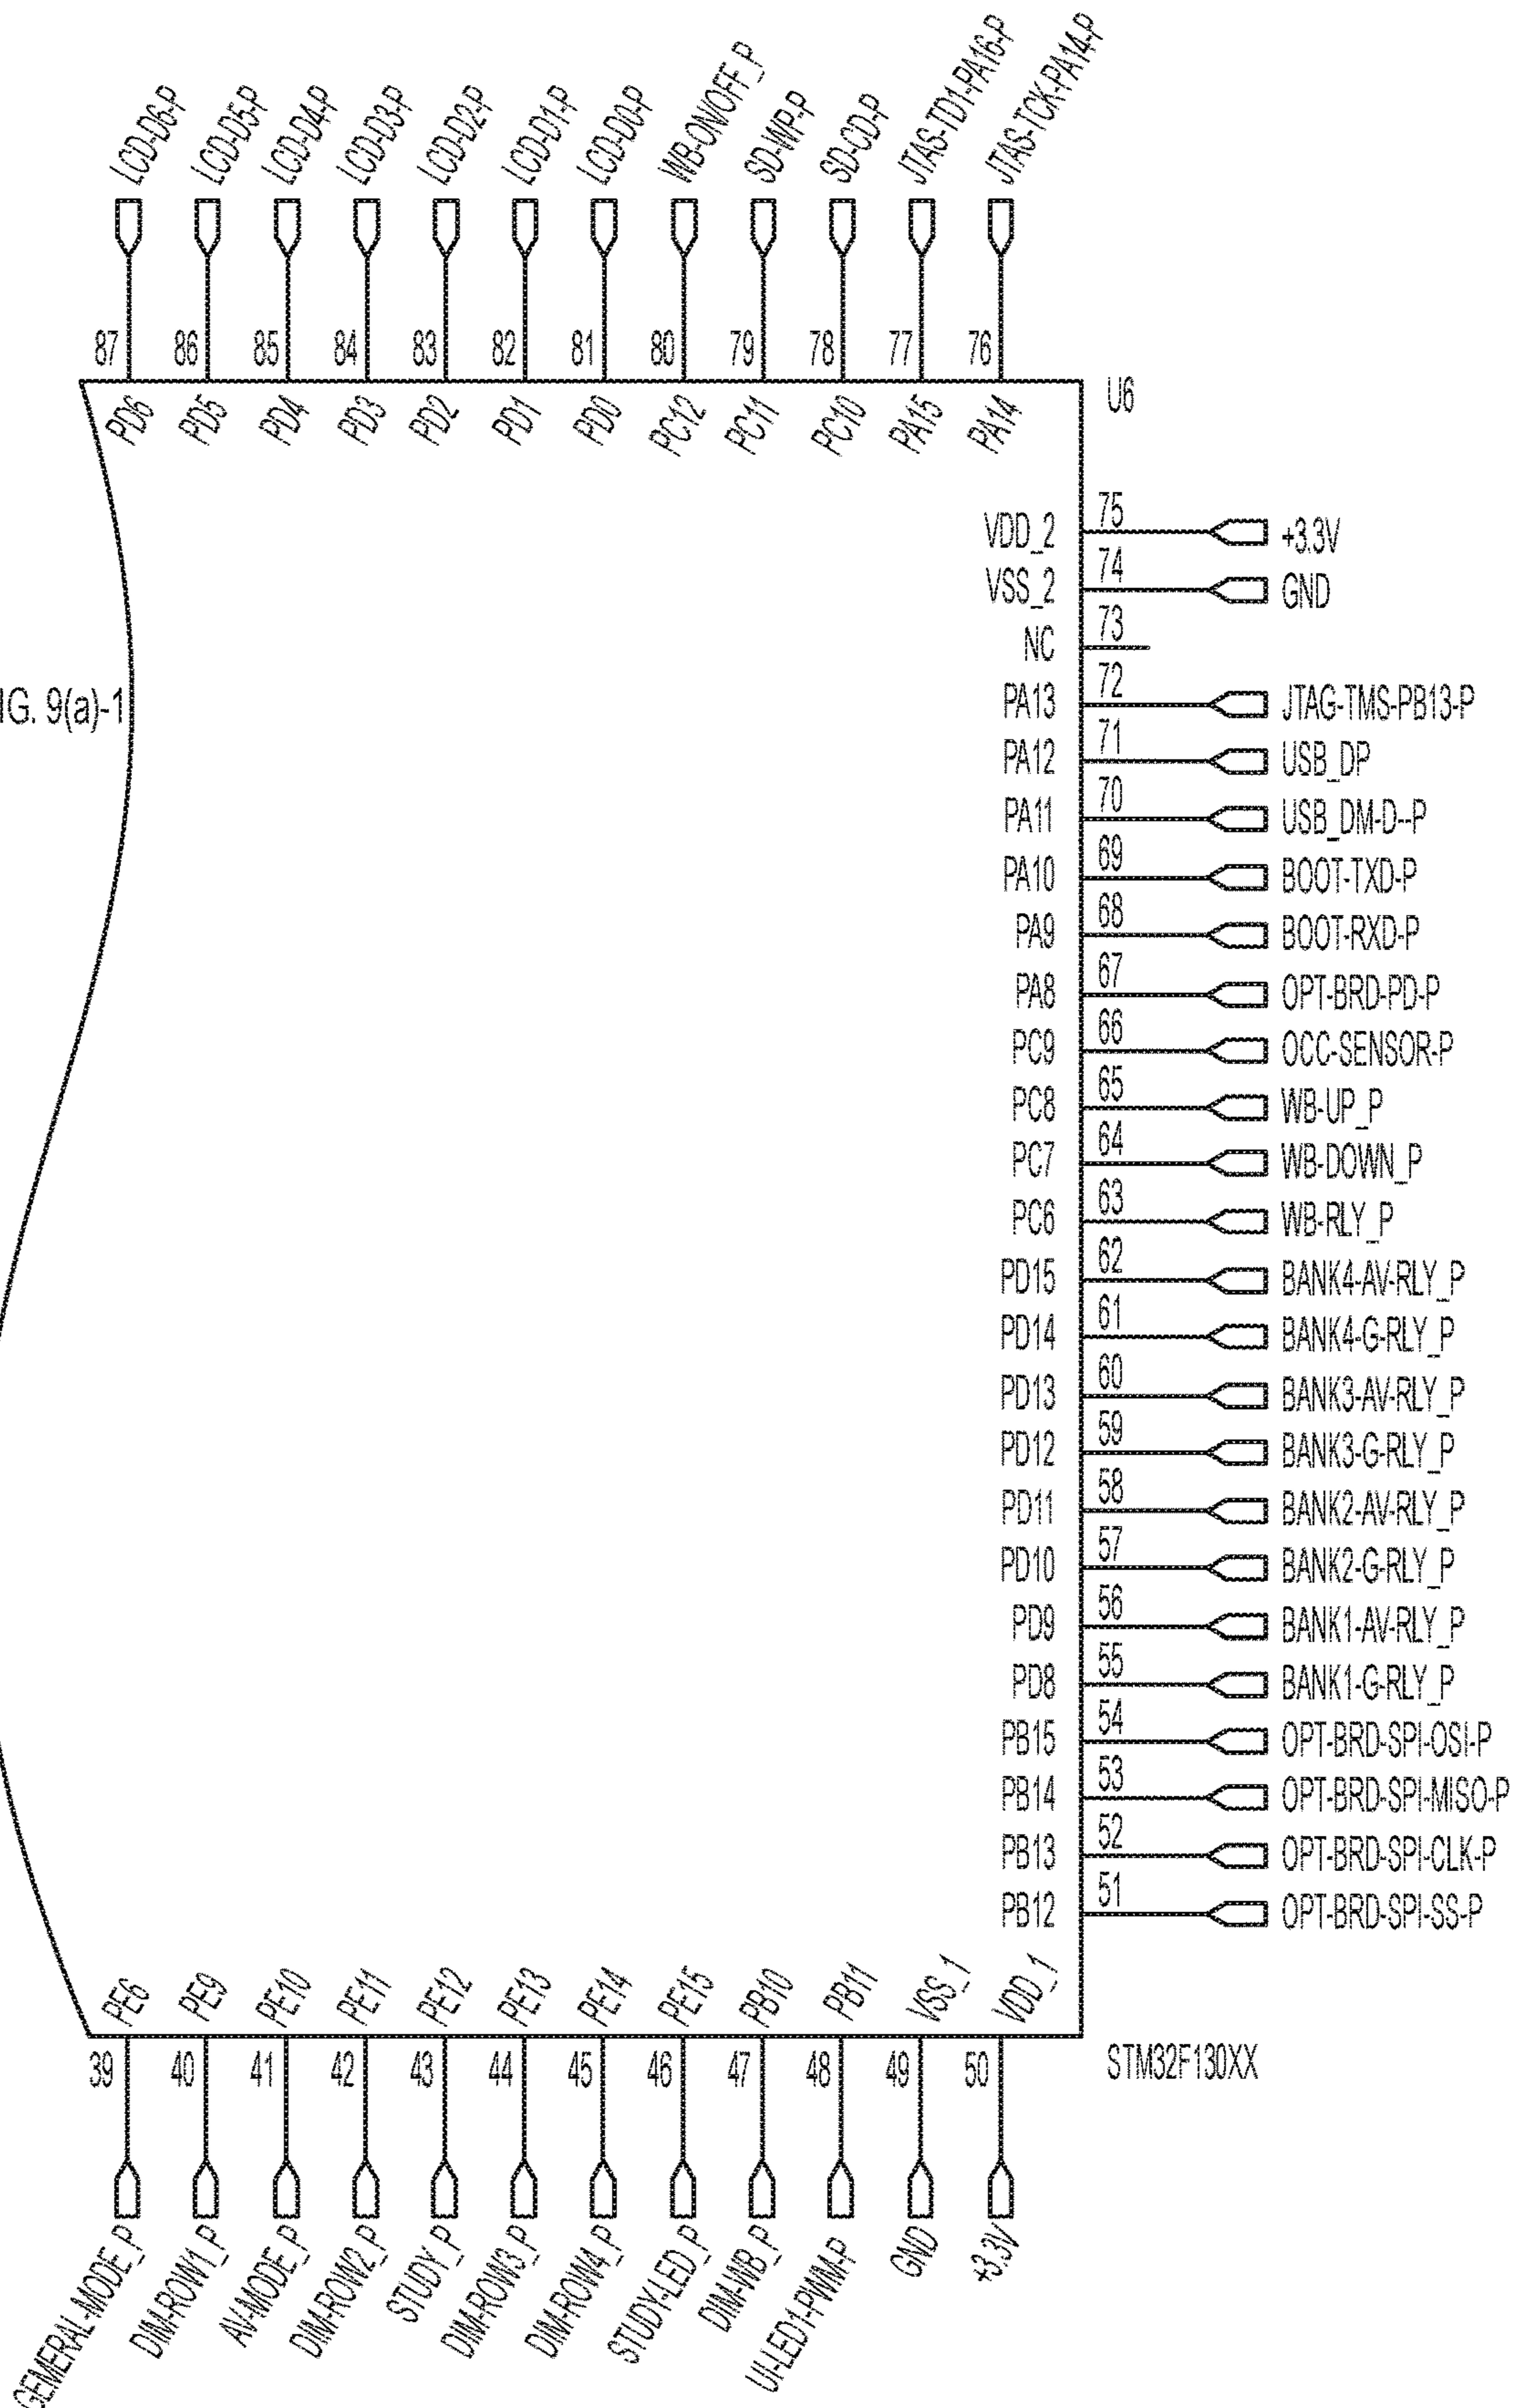 LCD-D6-P LCD-D5-P LCD-D4-P LCD-D3-P LCD-D2-P LCD-D1-P LCD-D0-P WB-ON/OFF_P SD-WP-P SD-CD-P JTAS-TD1-PA16-P JTAS-TCK-PA14-P
87 86 85 84 83 82 81 80 79 78 77 76
PD6 PD5 PD4 PD3 PD2 PD1 PD0 PC12 PC11 PC10 PA15 PA14
U6
VDD_2 75 +3.3V
VSS_2 74 GND
NC 73
IG. 9(a)-1
PA13 72 JTAG-TMS-PB13-P
PA12 71 USB_DP
PA11 70 USB_DM-D--P
PA10 69 BOOT-TXD-P
PA9 68 BOOT-RXD-P
PA8 67 OPT-BRD-PD-P
PC9 66 OCC-SENSOR-P
PC8 65 WB-UP_P
PC7 64 WB-DOWN_P
PC6 63 WB-RLY_P
PD15 62 BANK4-AV-RLY_P
PD14 61 BANK4-G-RLY_P
PD13 60 BANK3-AV-RLY_P
PD12 59 BANK3-G-RLY_P
PD11 58 BANK2-AV-RLY_P
PD10 57 BANK2-G-RLY_P
PD9 56 BANK1-AV-RLY_P
PD8 55 BANK1-G-RLY_P
PB15 54 OPT-BRD-SPI-OSI-P
PB14 53 OPT-BRD-SPI-MISO-P
PB13 52 OPT-BRD-SPI-CLK-P
PB12 51 OPT-BRD-SPI-SS-P
PE6 PE9 PE10 PE11 PE12 PE13 PE14 PE15 PB10 PB11 VSS_1 VDD_1
39 40 41 42 43 44 45 46 47 48 49 50
STM32F130XX
GEMERAL-MODE_P DIM-ROW1_P AV-MODE_P DIM-ROW2_P STUDY_P DIM-ROW3_P DIM-ROW4_P STUDY-LED_P DIM-WB_P UI-LED1-PWM-P GND +3.3V